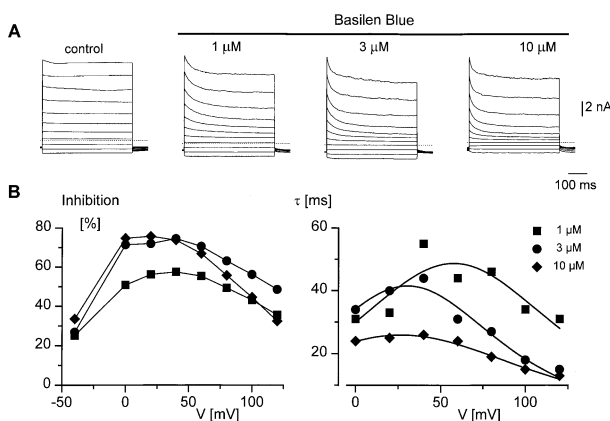 Basilen Blue
A
control
1 µM
3 µM
10 µM
2 nA
100 ms
B
Inhibition
[%]
80
60
40
20
0
-50
0
50
100
V [mV]
τ [ms]
60
40
20
0
50
100
V [mV]
1 µM
3 µM
10 µM